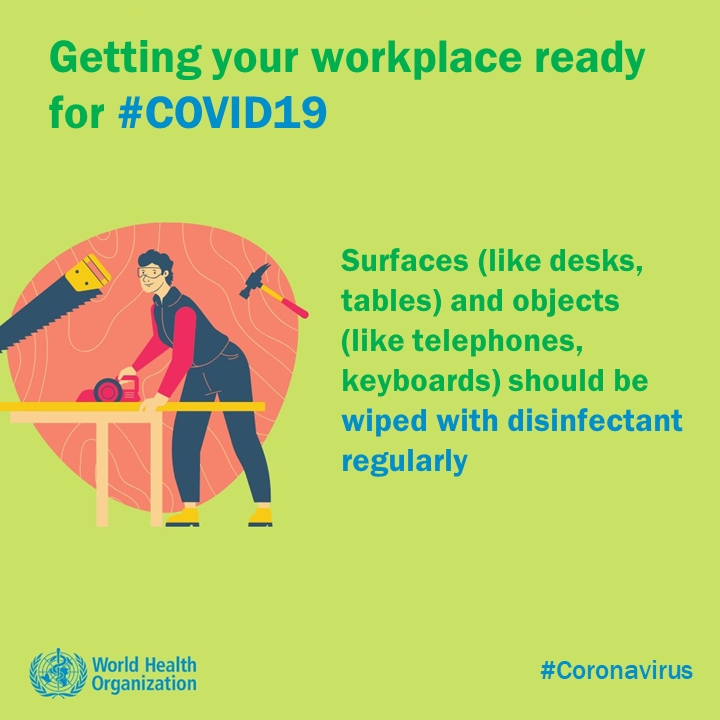 Getting your workplace ready
for #COVID19
Surfaces (like desks,
tables) and objects
(like telephones,
keyboards) should be
wiped with disinfectant
regularly
World Health
Organization
#Coronavirus